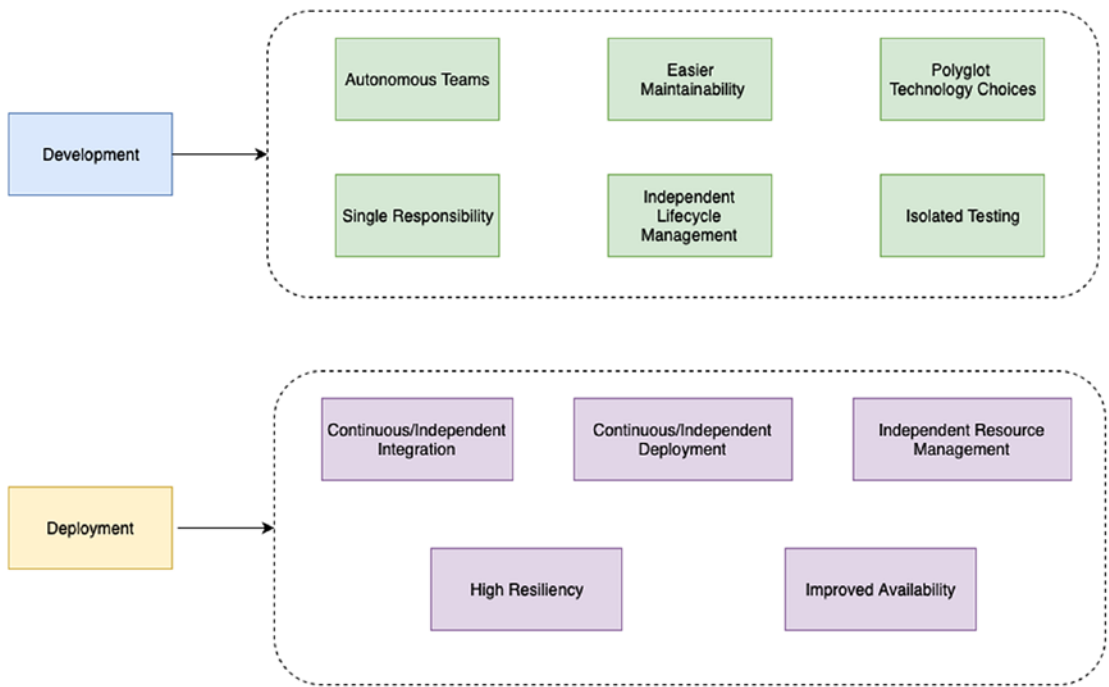 Development
Autonomous Teams
Easier
Maintainability
Polyglot
Technology Choices
Single Responsibility
Independent
Lifecycle
Management
Isolated Testing
Deployment
Continuous/Independent
Integration
Continuous/Independent
Deployment
Independent Resource
Management
High Resiliency
Improved Availability